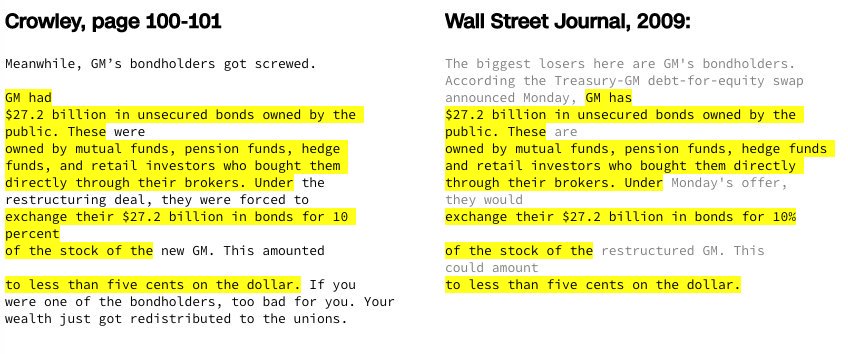 Crowley, page 100-101
Meanwhile, GM’s bondholders got screwed.
GM had
$27.2 billion in unsecured bonds owned by the
public. These were
owned by mutual funds, pension funds, hedge
funds, and retail investors who bought them
directly through their brokers. Under the
restructuring deal, they were forced to
exchange their $27.2 billion in bonds for 10
percent
of the stock of the new GM. This amounted
to less than five cents on the dollar. If you
were one of the bondholders, too bad for you. Your
wealth just got redistributed to the unions.
Wall Street Journal, 2009:
The biggest losers here are GM's bondholders.
According the Treasury-GM debt-for-equity swap
announced Monday, GM has
$27.2 billion in unsecured bonds owned by the
public. These are
owned by mutual funds, pension funds, hedge funds
and retail investors who bought them directly
through their brokers. Under Monday's offer,
they would
exchange their $27.2 billion in bonds for 10%
of the stock of the restructured GM. This
could amount
to less than five cents on the dollar.